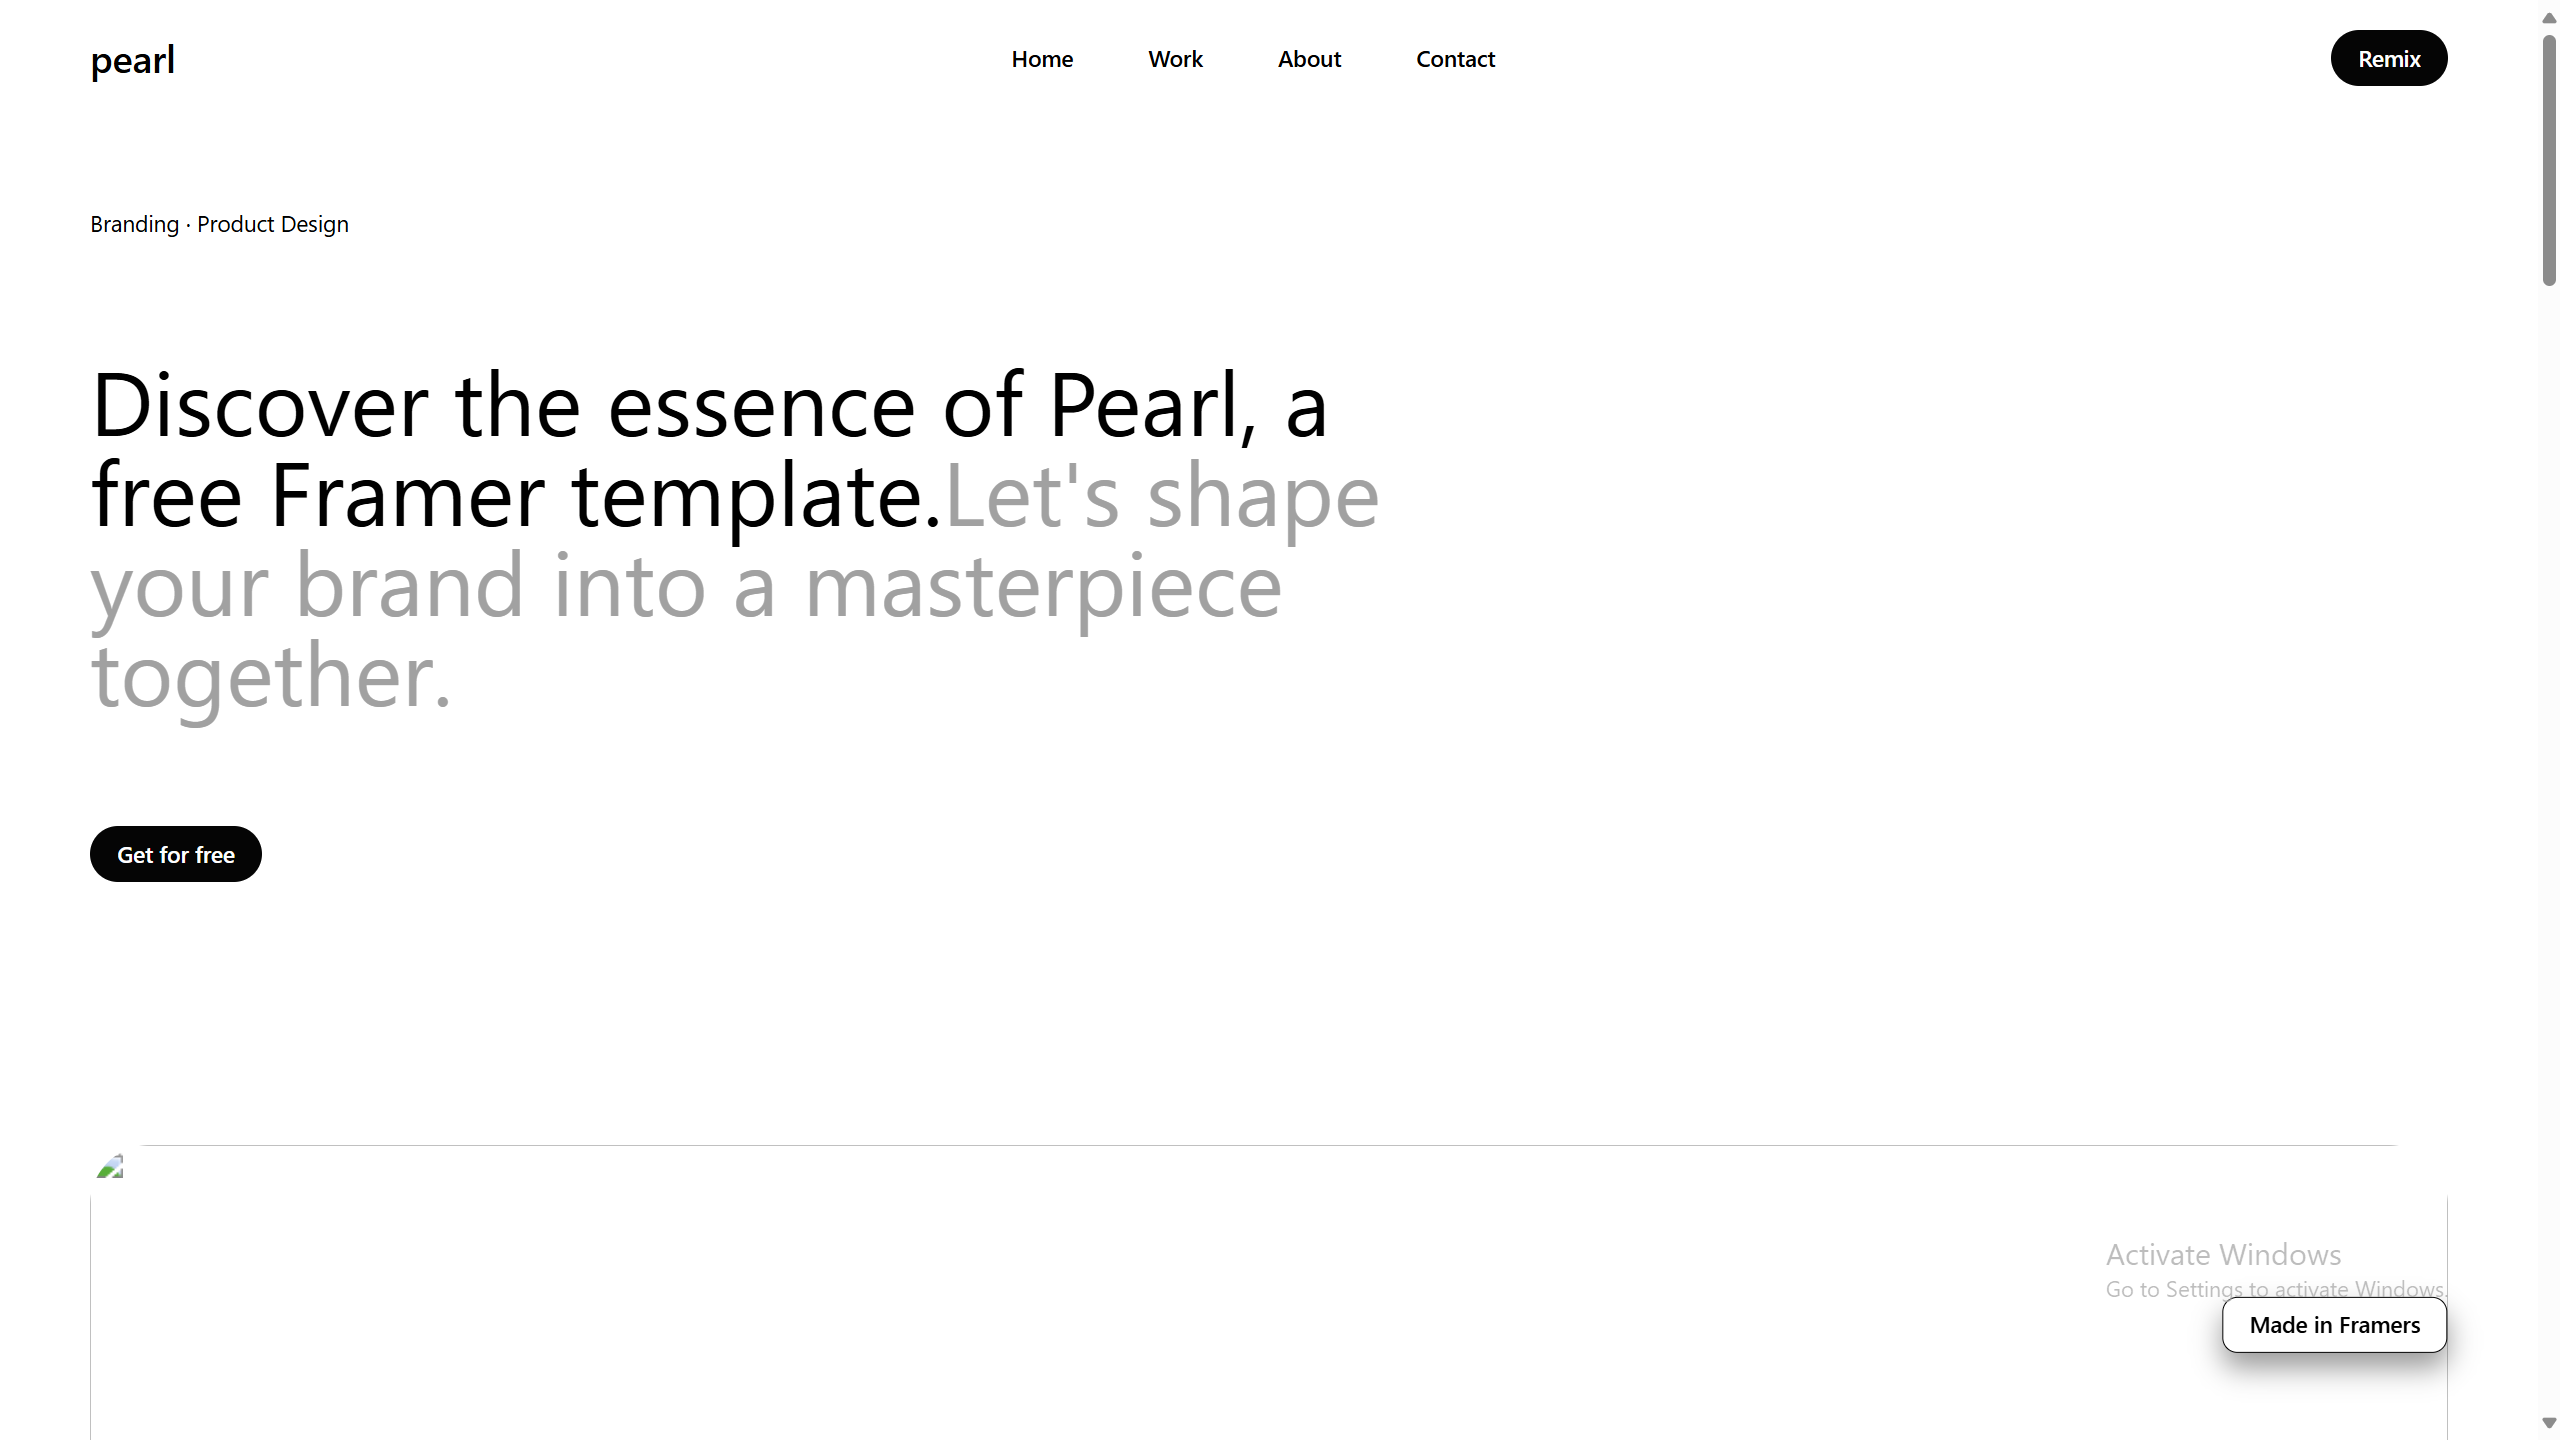 pearl
Home
Work
About
Contact
Remix
Branding · Product Design
Discover the essence of Pearl, a
free Framer template.Let's shape
your brand into a masterpiece
together.
Get for free
Activate Windows
Go to Settings to activate Windows.
Made in Framers